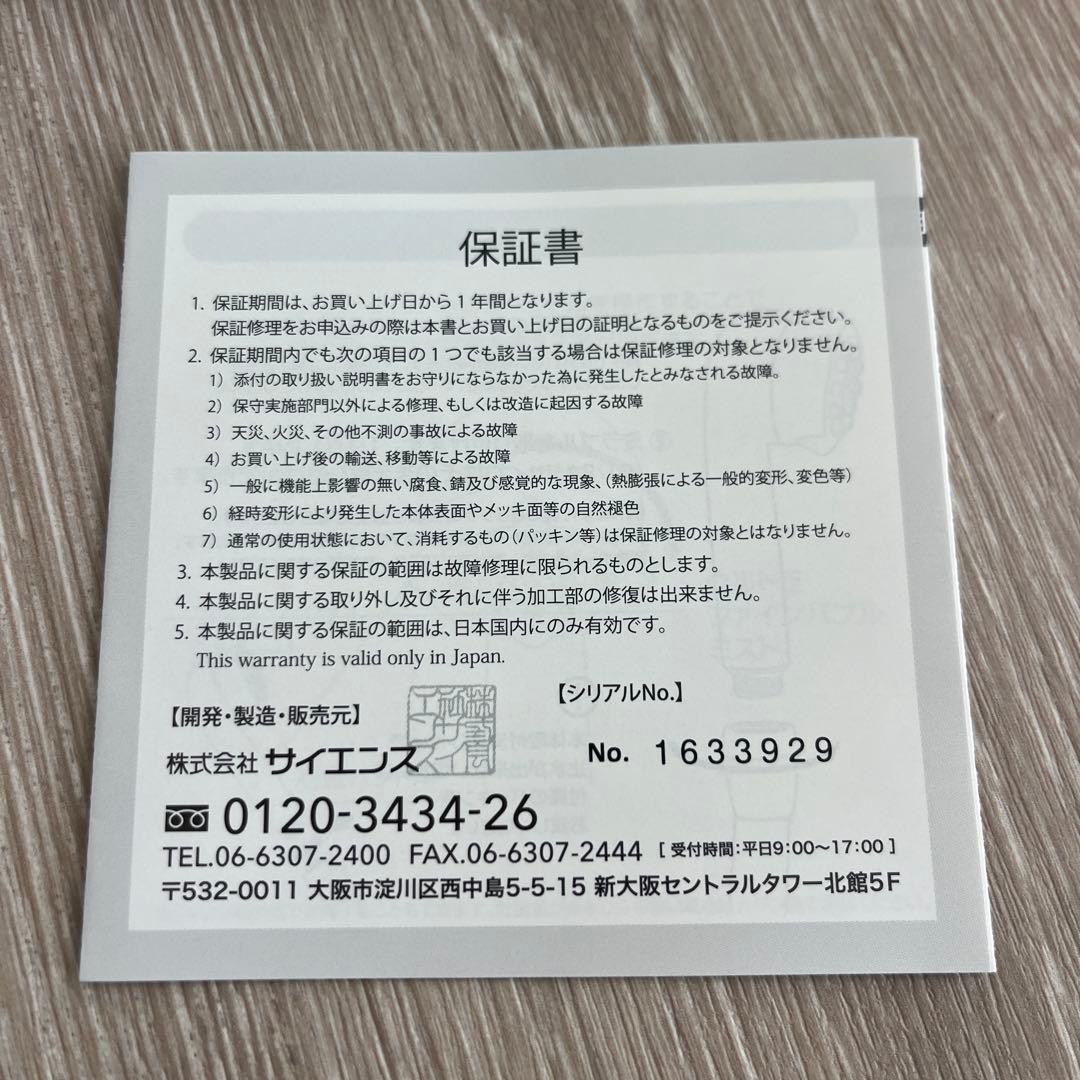 保証書
1. 保証期間は、お買い上げ日から1年間となります。
保証修理をお申込みの際は本書とお買い上げ日の証明となるものをご提示ください。
2. 保証期間内でも次の項目の1つでも該当する場合は保証修理の対象となりません。
1）添付の取り扱い説明書をお守りにならなかった為に発生したとみなされる故障。
2）保守実施部門以外による修理、もしくは改造に起因する故障
3）天災、火災、その他不測の事故による故障
4）お買い上げ後の輸送、移動等による故障
5）一般に機能上影響の無い腐食、錆及び感覚的な現象、（熱膨張による一般的変形、変色等）
6）経時変形により発生した本体表面やメッキ面等の自然褪色
7）通常の使用状態において、消耗するもの（パッキン等）は保証修理の対象とはなりません。
3. 本製品に関する保証の範囲は故障修理に限られるものとします。
4. 本製品に関する取り外し及びそれに伴う加工部の修復は出来ません。
5. 本製品に関する保証の範囲は、日本国内にのみ有効です。
This warranty is valid only in Japan.
【開発・製造・販売元】
株式会社 サイエンス
【シリアルNo.】
No. 1633929
0120-3434-26
TEL.06-6307-2400 FAX.06-6307-2444 [ 受付時間：平日9:00〜17:00 ]
〒532-0011 大阪市淀川区西中島5-5-15 新大阪セントラルタワー北館5F